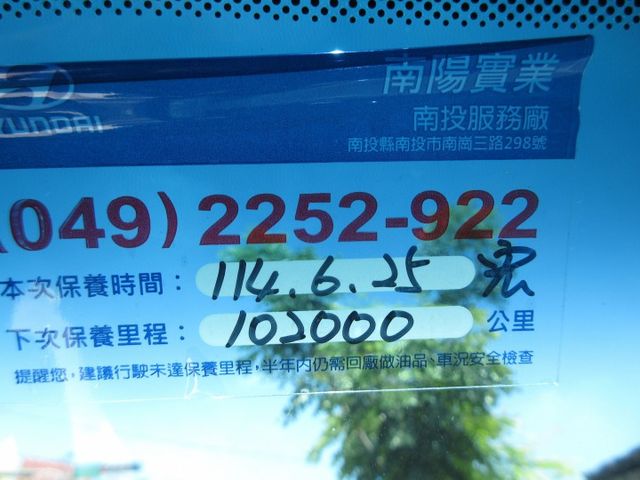 南陽實業
HYUNDAI
南投服務廠
南投縣南投市南崗三路298號
(049) 2252-922
本次保養時間：114.6.25 宏
下次保養里程：102000 公里
提醒您，建議行駛未達保養里程，半年內仍需回廠做油品、車況安全檢查